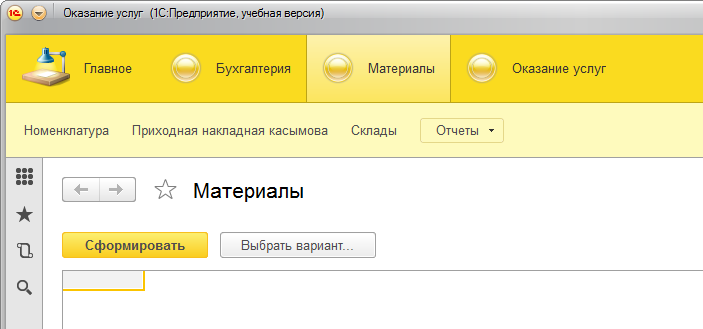 Оказание услуг (1С:Предприятие, учебная версия)
Главное Бухгалтерия Материалы Оказание услуг
Номенклатура Приходная накладная касымова Склады Отчеты
Материалы
Сформировать Выбрать вариант...